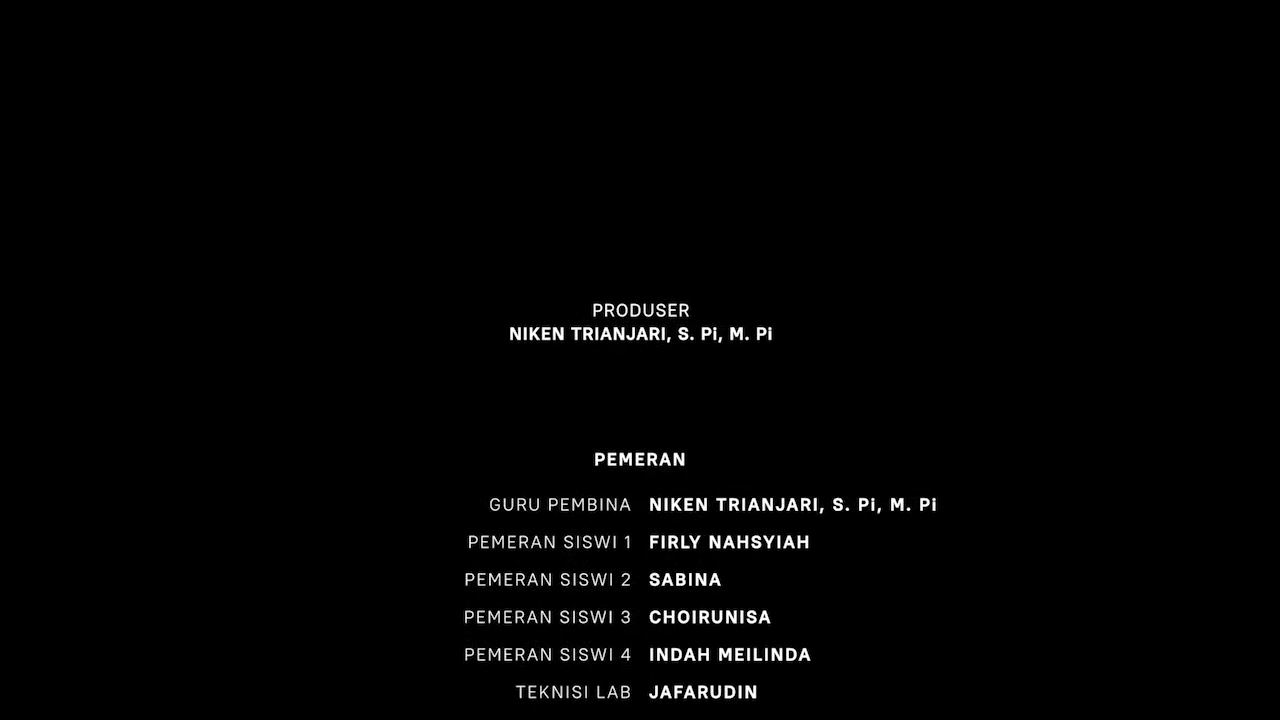 PRODUSER
NIKEN TRIANJARI, S. Pi, M. Pi
PEMERAN
GURU PEMBINA NIKEN TRIANJARI, S. Pi, M. Pi
PEMERAN SISWI 1 FIRLY NAHSYIAH
PEMERAN SISWI 2 SABINA
PEMERAN SISWI 3 CHOIRUNISA
PEMERAN SISWI 4 INDAH MEILINDA
TEKNISI LAB JAFARUDIN